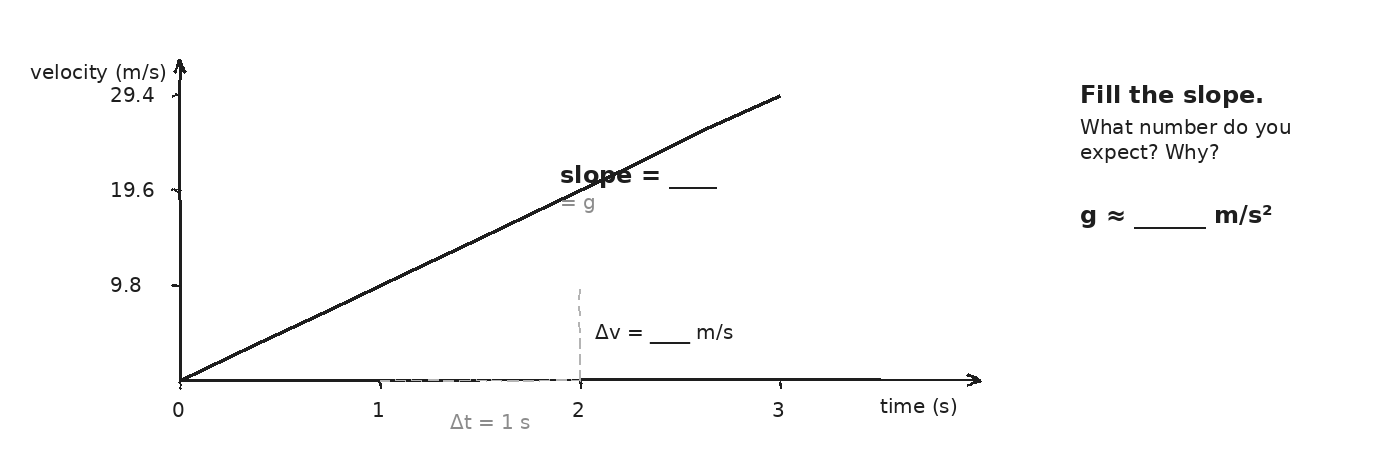 velocity (m/s)
29.4
19.6
9.8
0
1
2
3
time (s)
Δt = 1 s
slope = ____
= g
Δv = ____ m/s
Fill the slope.
What number do you
expect? Why?
g ≈ ______ m/s²